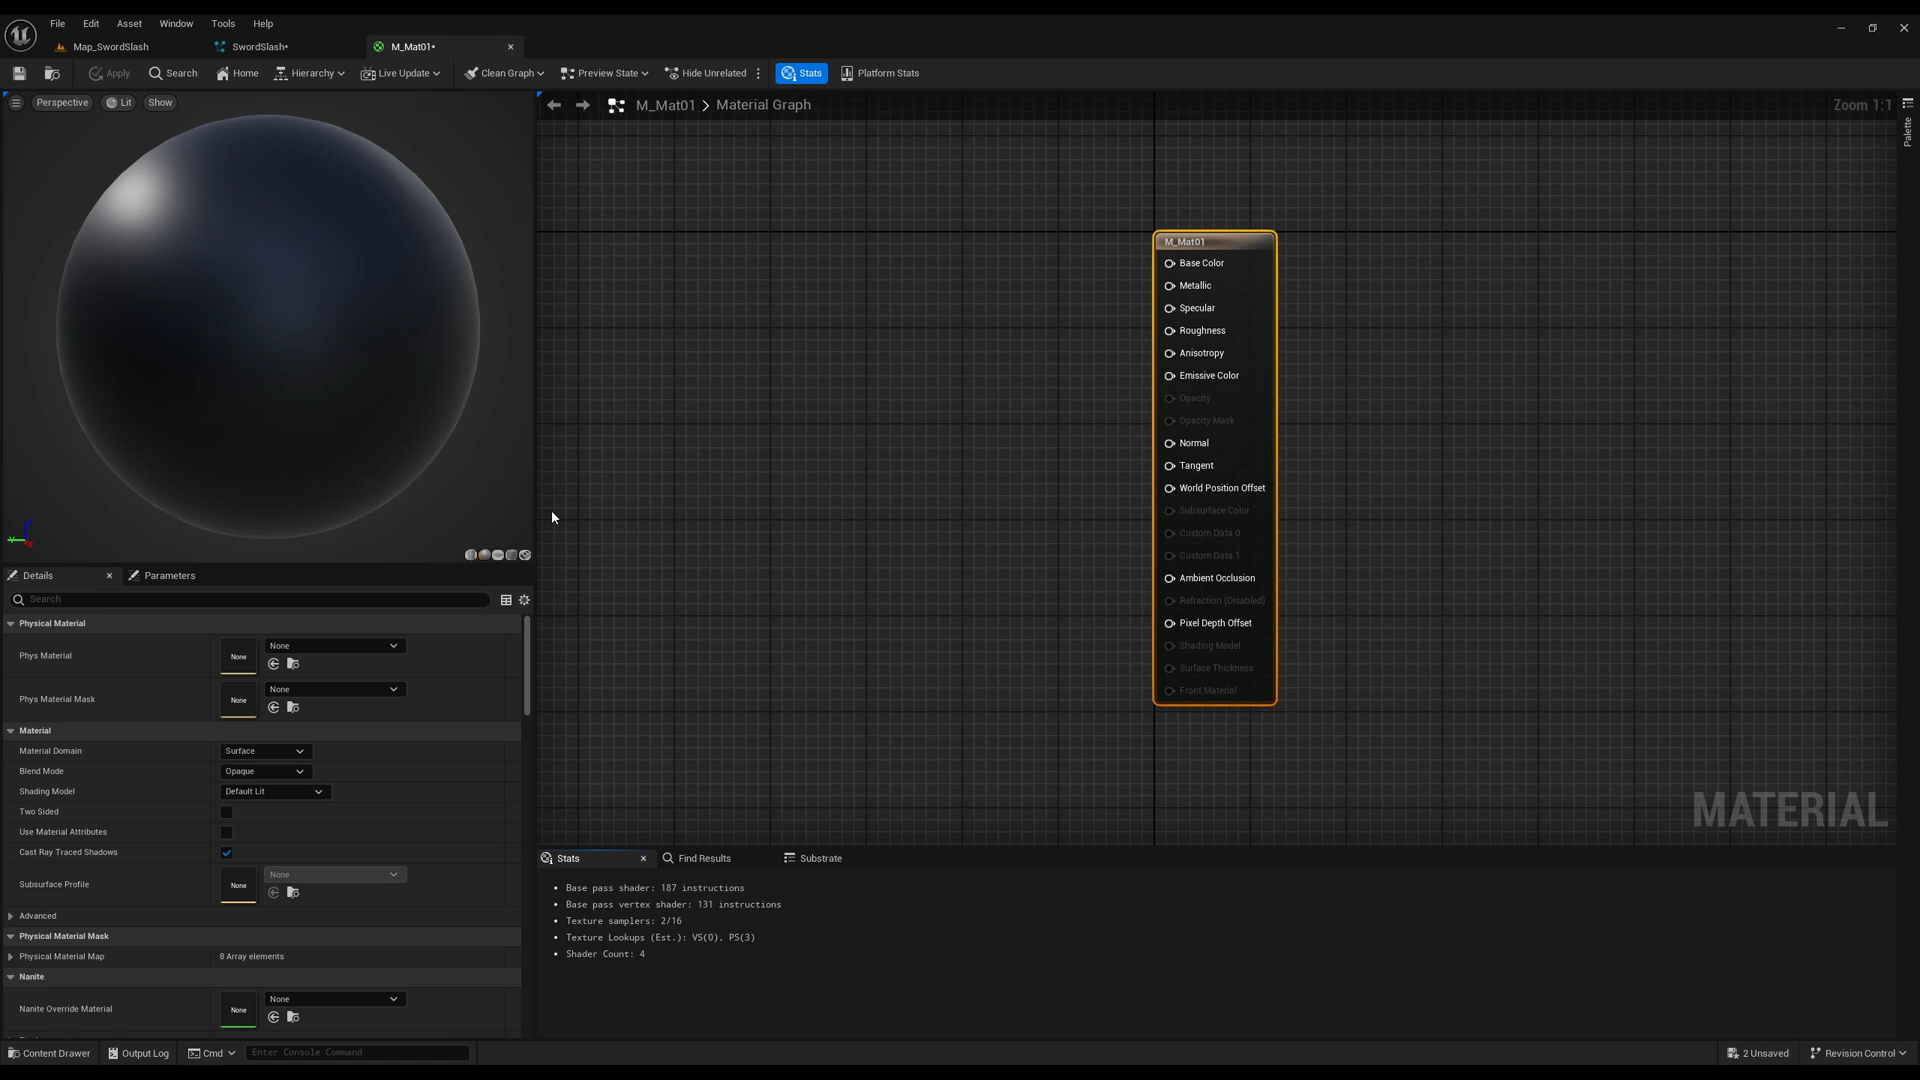 File Edit Asset Window Tools Help
Map_SwordSlash SwordSlash* M_Mat01*
Apply Search Home Hierarchy Live Update Clean Graph Preview State Hide Unrelated Stats Platform Stats
Perspective Lit Show
M_Mat01 > Material Graph
Zoom 1:1
Palette
M_Mat01
Base Color
Metallic
Specular
Roughness
Anisotropy
Emissive Color
Opacity
Opacity Mask
Normal
Tangent
World Position Offset
Subsurface Color
Custom Data 0
Custom Data 1
Ambient Occlusion
Refraction (Disabled)
Pixel Depth Offset
Shading Model
Surface Thickness
Front Material
MATERIAL
Details Parameters
Search
Physical Material
Phys Material None None
Phys Material Mask None None
Material
Material Domain Surface
Blend Mode Opaque
Shading Model Default Lit
Two Sided
Use Material Attributes
Cast Ray Traced Shadows
Subsurface Profile None None
Advanced
Physical Material Mask
Physical Material Map 8 Array elements
Nanite
Nanite Override Material None None
Stats Find Results Substrate
Base pass shader: 187 instructions
Base pass vertex shader: 131 instructions
Texture samplers: 2/16
Texture Lookups (Est.): VS(0), PS(3)
Shader Count: 4
Content Drawer Output Log Cmd Enter Console Command 2 Unsaved Revision Control